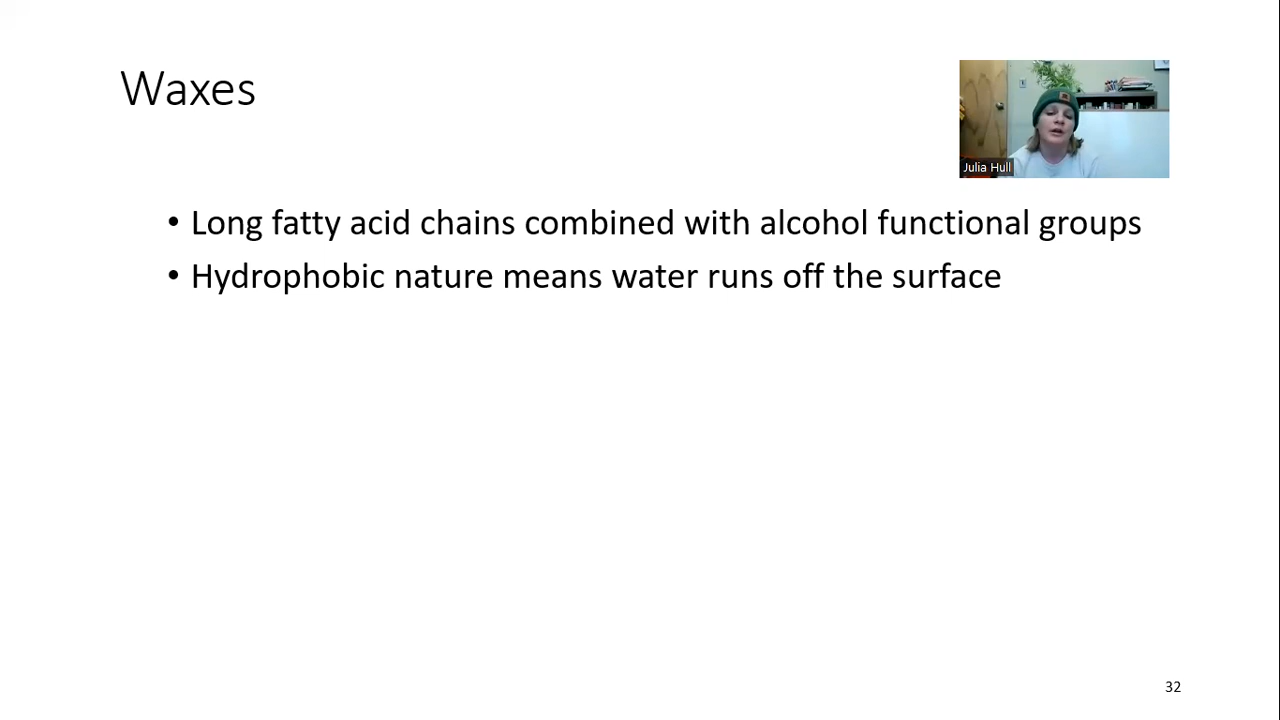 Waxes
Julia Hull
• Long fatty acid chains combined with alcohol functional groups
• Hydrophobic nature means water runs off the surface
32